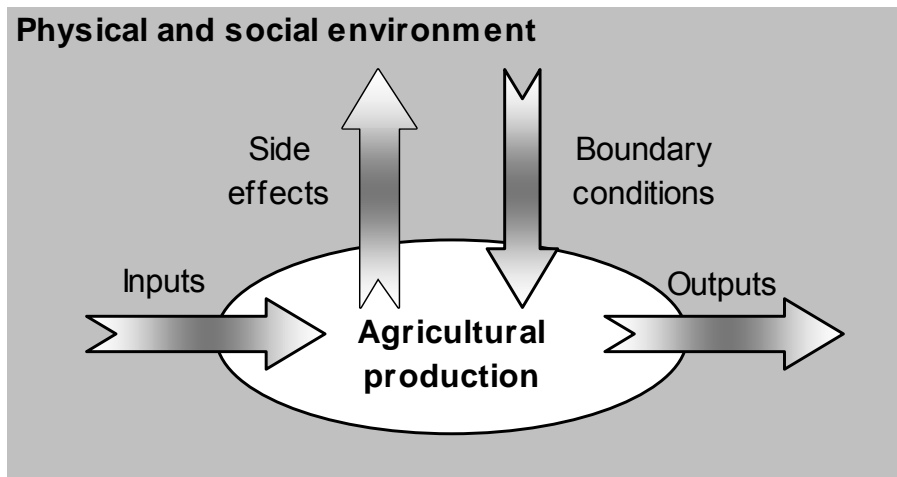 Physical and social environment
Side
effects
Boundary
conditions
Inputs
Outputs
Agricultural
production